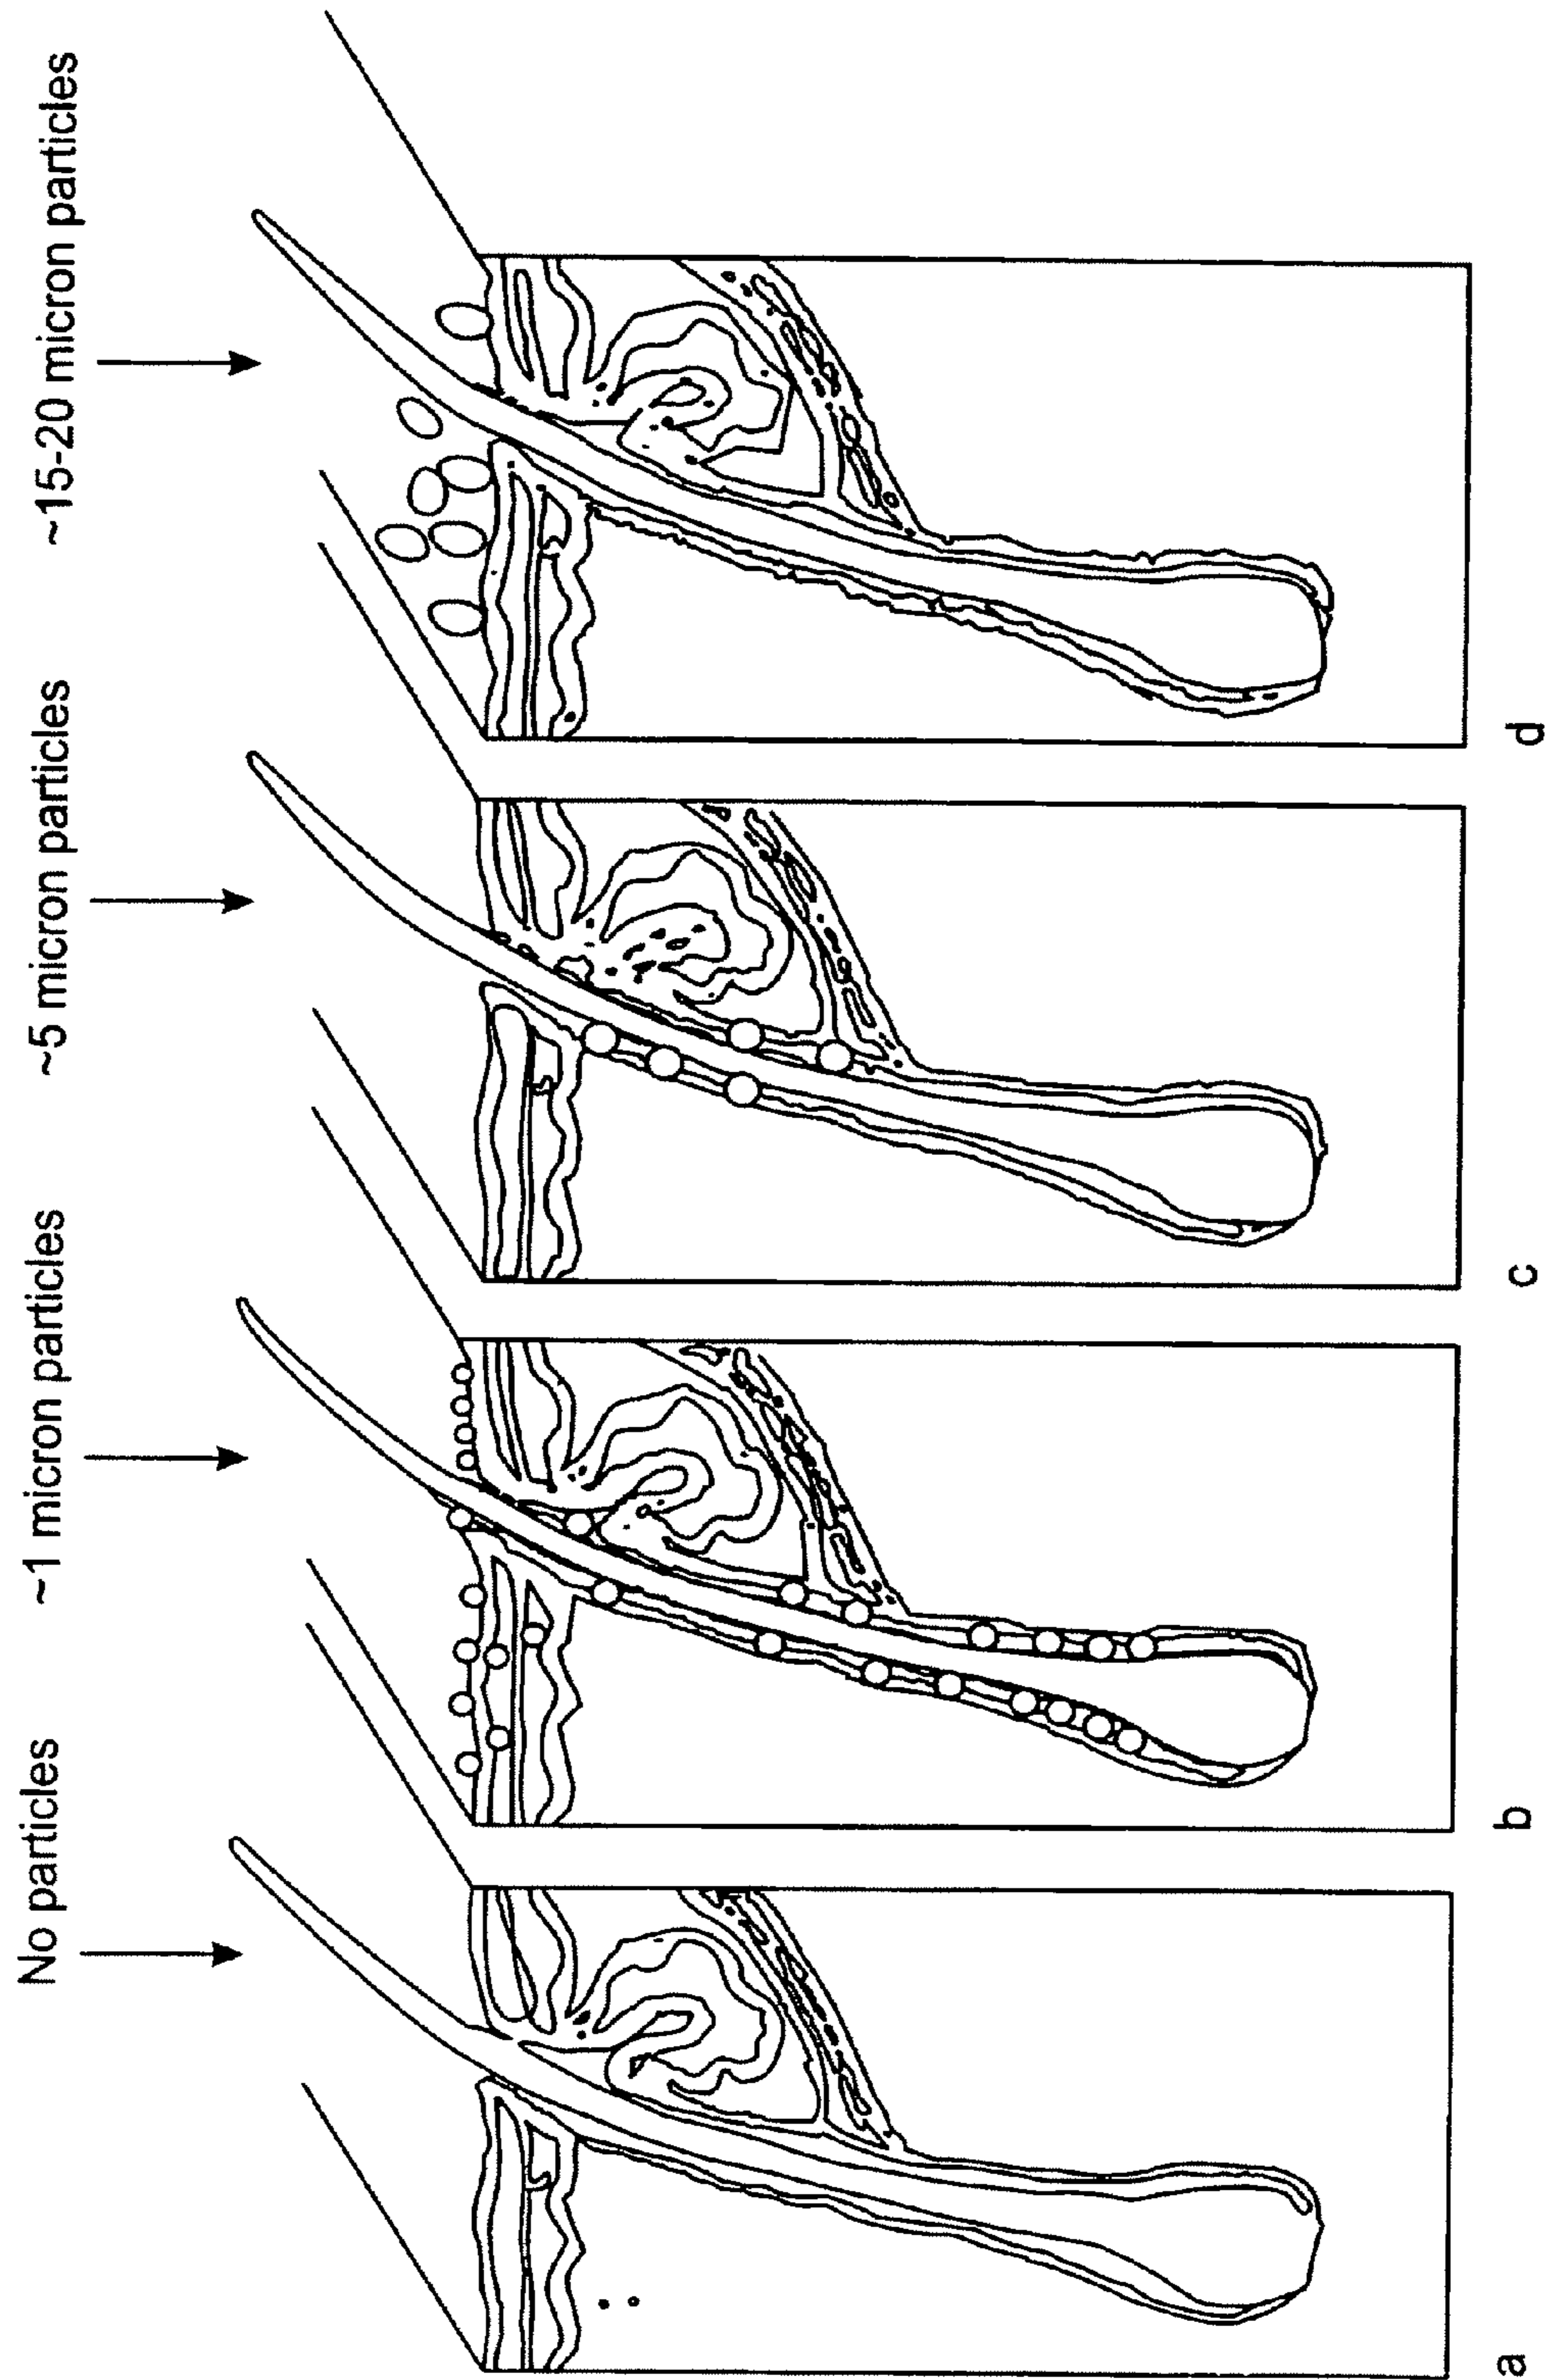 No particles
~1 micron particles
~5 micron particles
~15-20 micron particles
a
b
c
d